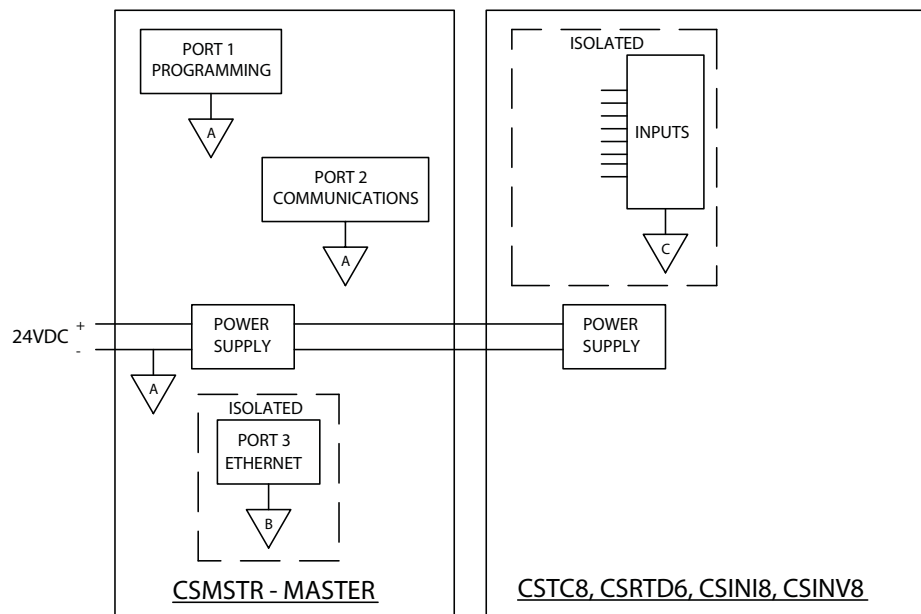 PORT 1
PROGRAMMING
A
PORT 2
COMMUNICATIONS
A
24VDC
+
-
A
POWER
SUPPLY
ISOLATED
PORT 3
ETHERNET
B
CSMSTR - MASTER
ISOLATED
INPUTS
C
POWER
SUPPLY
CSTC8, CSRTD6, CSINI8, CSINV8